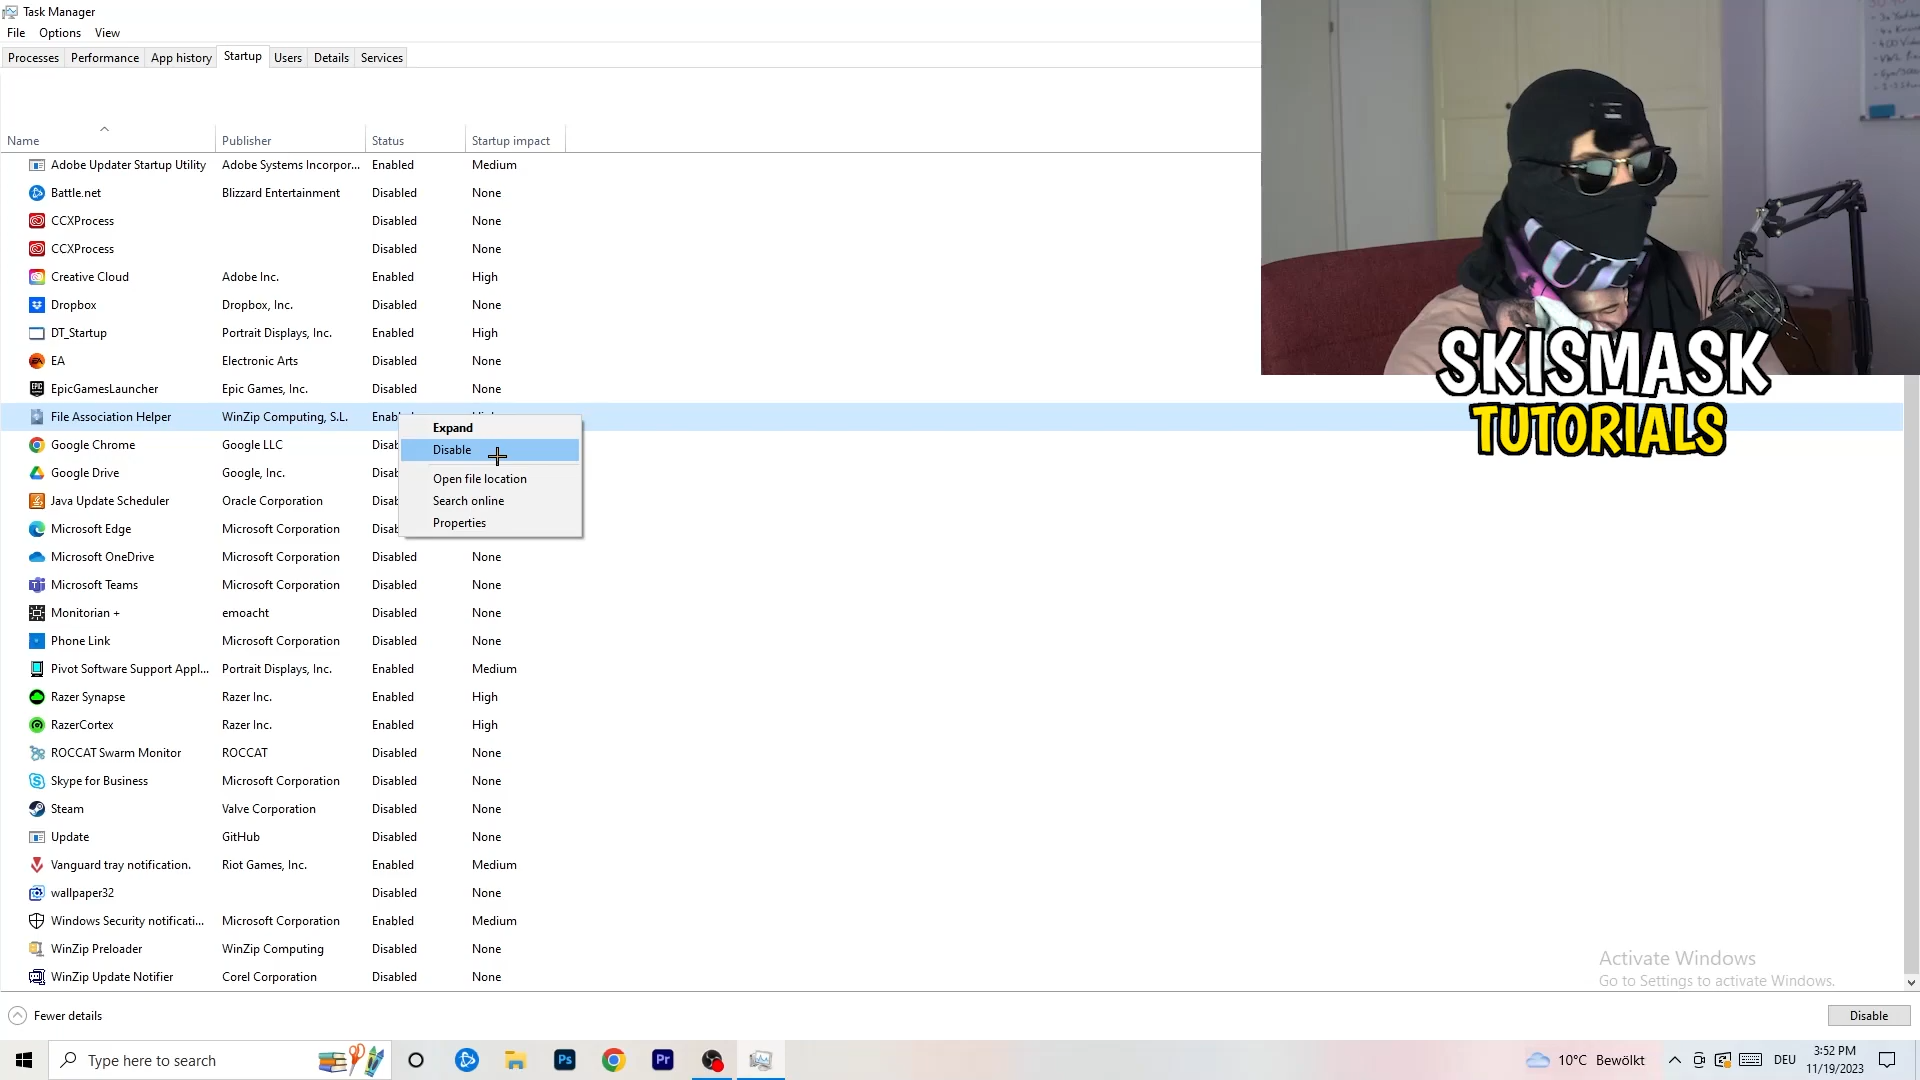 Task Manager
File Options View
Processes Performance App history Startup Users Details Services
Name Publisher Status Startup impact
Adobe Updater Startup Utility Adobe Systems Incorpor... Enabled Medium
Battle.net Blizzard Entertainment Disabled None
CCXProcess Disabled None
CCXProcess Disabled None
Creative Cloud Adobe Inc. Enabled High
Dropbox Dropbox, Inc. Disabled None
DT_Startup Portrait Displays, Inc. Enabled High
EA Electronic Arts Disabled None
EpicGamesLauncher Epic Games, Inc. Disabled None
File Association Helper WinZip Computing, S.L.
Google Chrome Google LLC
Google Drive Google, Inc.
Java Update Scheduler Oracle Corporation
Microsoft Edge Microsoft Corporation
Expand
Disable
Open file location
Search online
Properties
Microsoft OneDrive Microsoft Corporation Disabled None
Microsoft Teams Microsoft Corporation Disabled None
Monitorian + emoacht Disabled None
Phone Link Microsoft Corporation Disabled None
Pivot Software Support Appl... Portrait Displays, Inc. Enabled Medium
Razer Synapse Razer Inc. Enabled High
RazerCortex Razer Inc. Enabled High
ROCCAT Swarm Monitor ROCCAT Disabled None
Skype for Business Microsoft Corporation Disabled None
Steam Valve Corporation Disabled None
Update GitHub Disabled None
Vanguard tray notification. Riot Games, Inc. Enabled Medium
wallpaper32 Disabled None
Windows Security notificati... Microsoft Corporation Enabled Medium
WinZip Preloader WinZip Computing Disabled None
WinZip Update Notifier Corel Corporation Disabled None
SKISMASK
TUTORIALS
Activate Windows
Go to Settings to activate Windows.
Fewer details
Disable
Type here to search
Ps
Pr
10°C Bewölkt
DEU
3:52 PM
11/19/2023